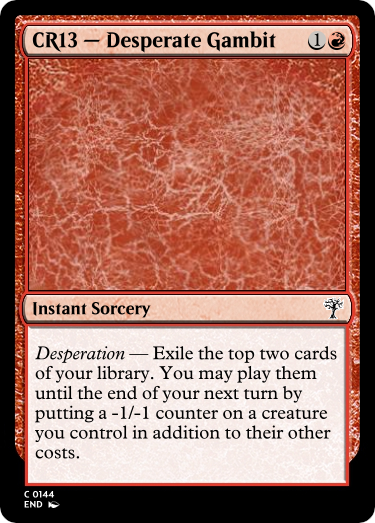 CR13 — Desperate Gambit 1
Instant Sorcery
Desperation — Exile the top two cards
of your library. You may play them
until the end of your next turn by
putting a -1/-1 counter on a creature
you control in addition to their other
costs.
C 0144
END